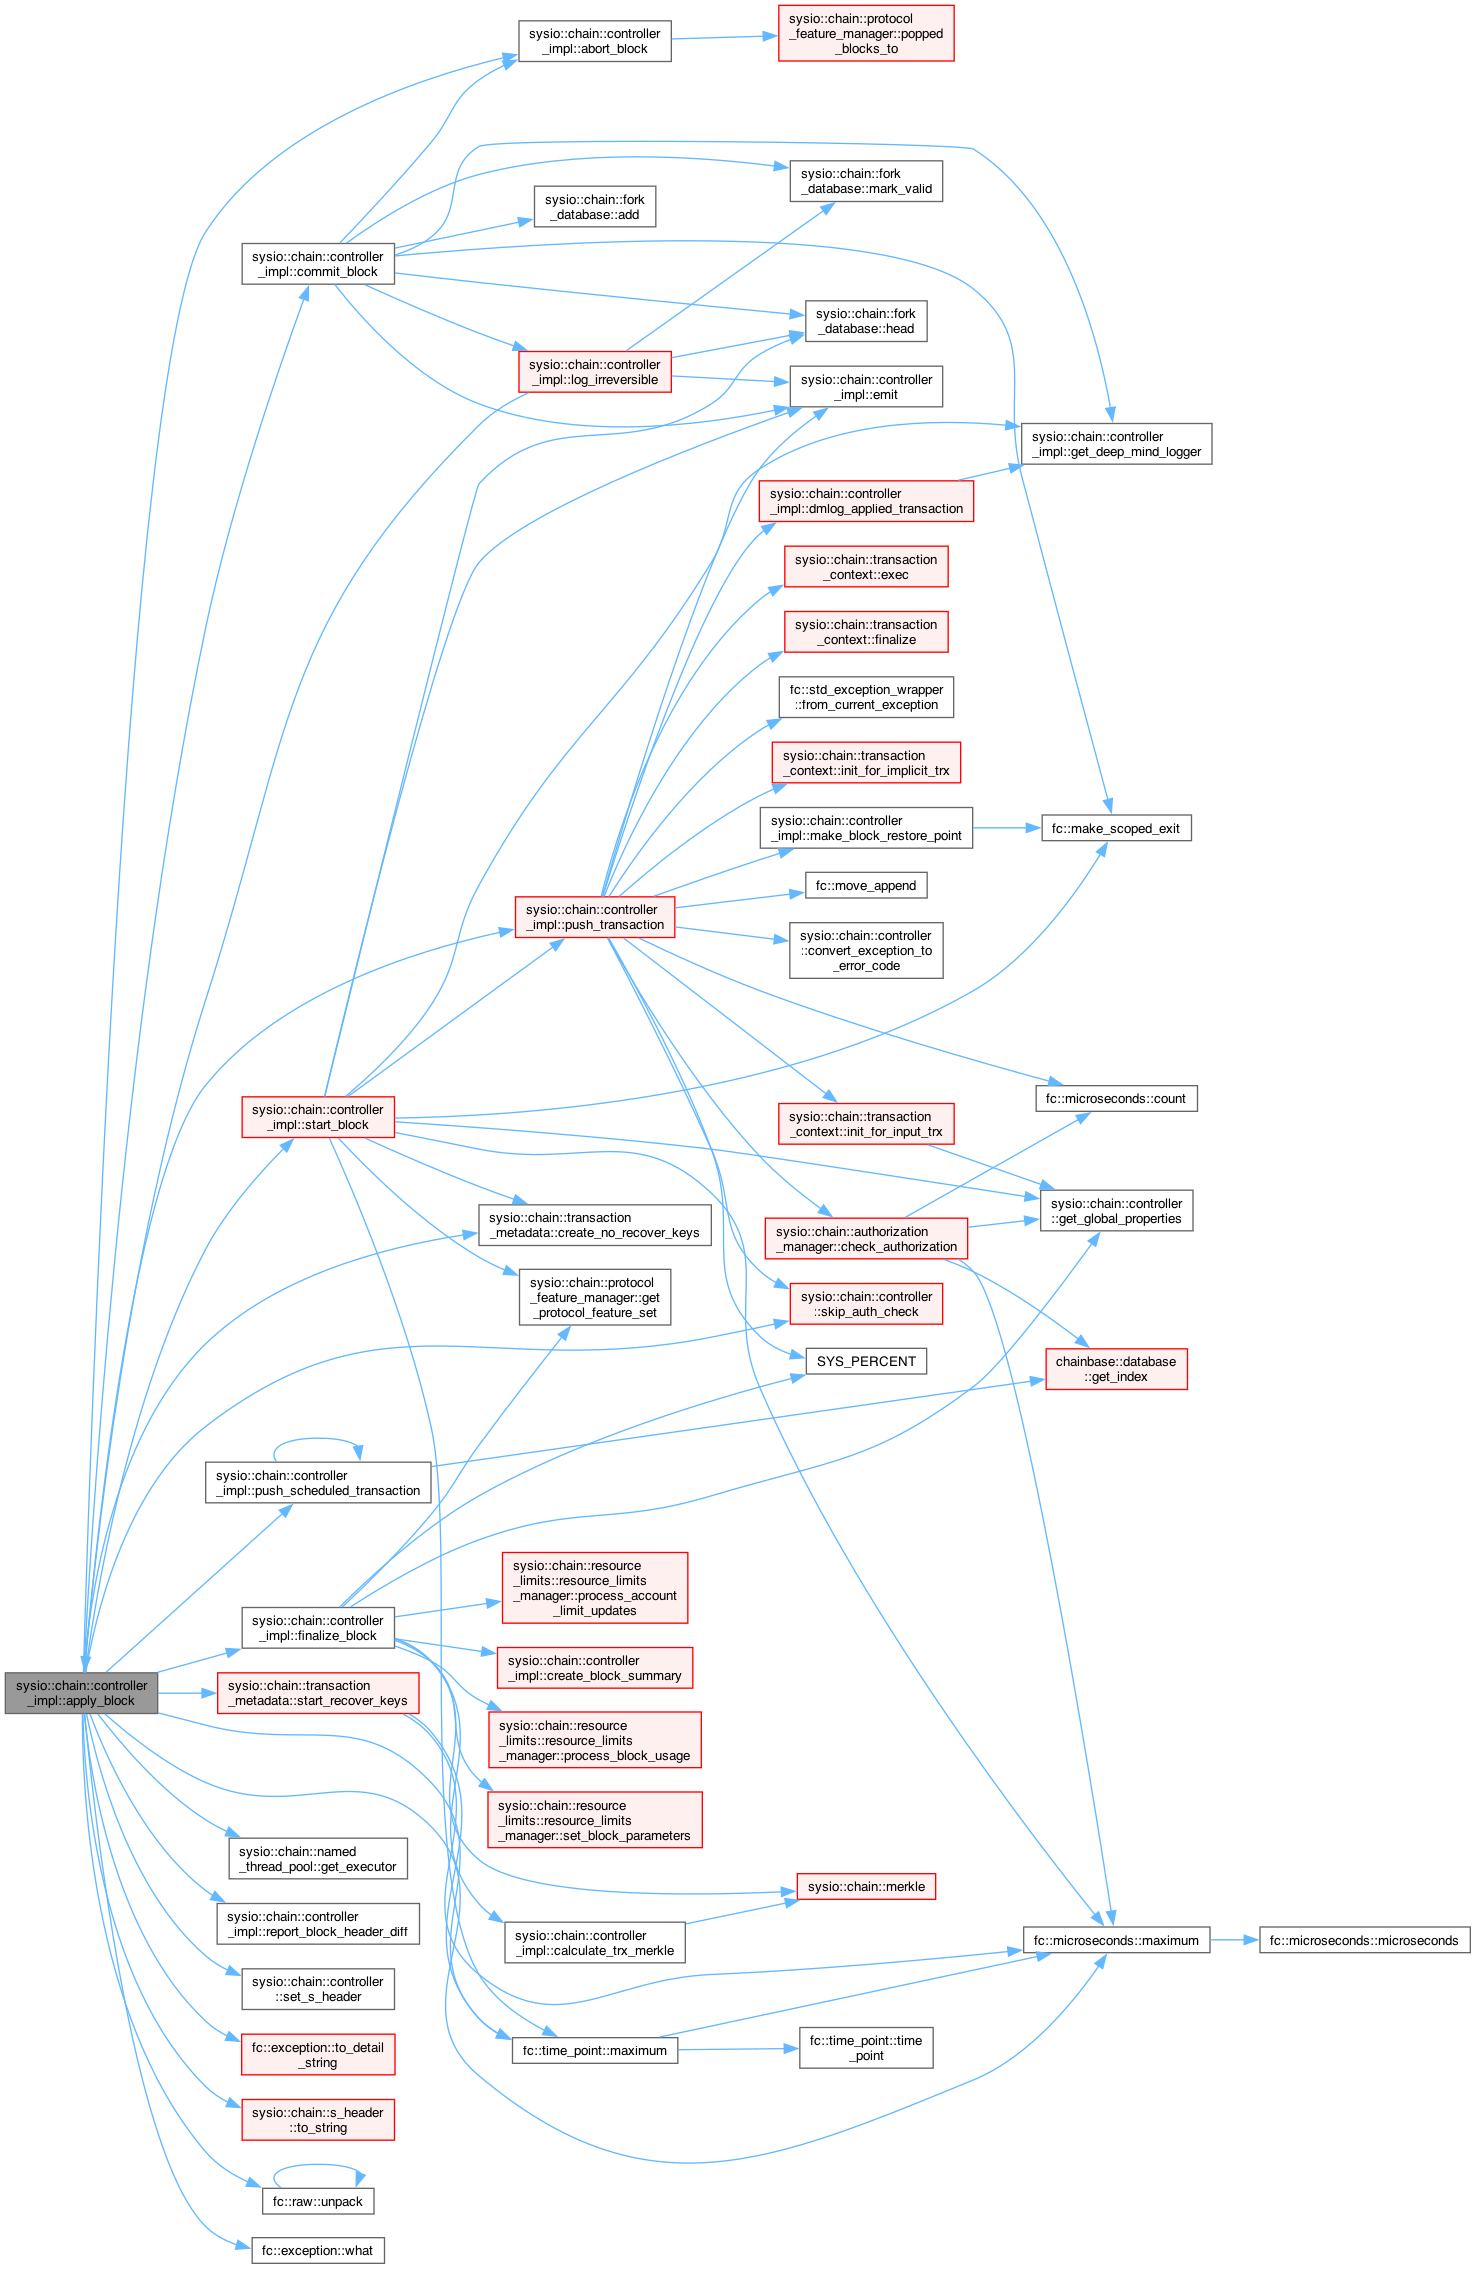 sysio::chain::controller
_impl::abort_block
sysio::chain::protocol
_feature_manager::popped
_blocks_to
sysio::chain::fork
_database::mark_valid
sysio::chain::fork
_database::add
sysio::chain::controller
_impl::commit_block
sysio::chain::fork
_database::head
sysio::chain::controller
_impl::log_irreversible
sysio::chain::controller
_impl::emit
sysio::chain::controller
_impl::get_deep_mind_logger
sysio::chain::controller
_impl::dmlog_applied_transaction
sysio::chain::transaction
_context::exec
sysio::chain::transaction
_context::finalize
fc::std_exception_wrapper
::from_current_exception
sysio::chain::transaction
_context::init_for_implicit_trx
sysio::chain::controller
_impl::make_block_restore_point
fc::make_scoped_exit
fc::move_append
sysio::chain::controller
_impl::push_transaction
sysio::chain::controller
::convert_exception_to
_error_code
fc::microseconds::count
sysio::chain::controller
_impl::start_block
sysio::chain::transaction
_context::init_for_input_trx
sysio::chain::controller
::get_global_properties
sysio::chain::transaction
_metadata::create_no_recover_keys
sysio::chain::authorization
_manager::check_authorization
sysio::chain::protocol
_feature_manager::get
_protocol_feature_set
sysio::chain::controller
::skip_auth_check
SYS_PERCENT
chainbase::database
::get_index
sysio::chain::controller
_impl::push_scheduled_transaction
sysio::chain::resource
_limits::resource_limits
_manager::process_account
_limit_updates
sysio::chain::controller
_impl::finalize_block
sysio::chain::controller
_impl::create_block_summary
sysio::chain::controller
_impl::apply_block
sysio::chain::transaction
_metadata::start_recover_keys
sysio::chain::resource
_limits::resource_limits
_manager::process_block_usage
sysio::chain::resource
_limits::resource_limits
_manager::set_block_parameters
sysio::chain::named
_thread_pool::get_executor
sysio::chain::merkle
sysio::chain::controller
_impl::report_block_header_diff
sysio::chain::controller
_impl::calculate_trx_merkle
fc::microseconds::maximum
fc::microseconds::microseconds
sysio::chain::controller
::set_s_header
fc::time_point::maximum
fc::time_point::time
_point
fc::exception::to_detail
_string
sysio::chain::s_header
::to_string
fc::raw::unpack
fc::exception::what